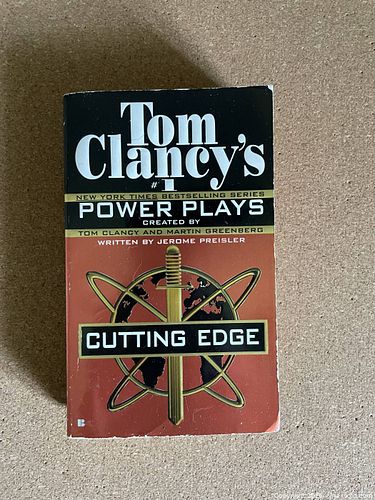 Tom
Clancy's
#1
NEW YORK TIMES BESTSELLING SERIES
POWER PLAYS
CREATED BY
TOM CLANCY AND MARTIN GREENBERG
WRITTEN BY JEROME PREISLER
CUTTING EDGE